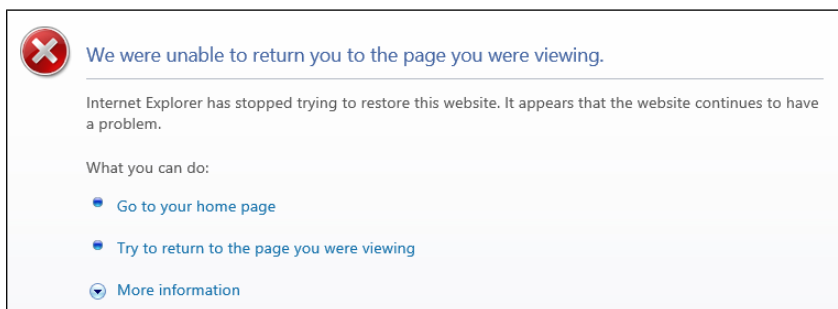 We were unable to return you to the page you were viewing.
Internet Explorer has stopped trying to restore this website. It appears that the website continues to have
a problem.
What you can do:
Go to your home page
Try to return to the page you were viewing
More information